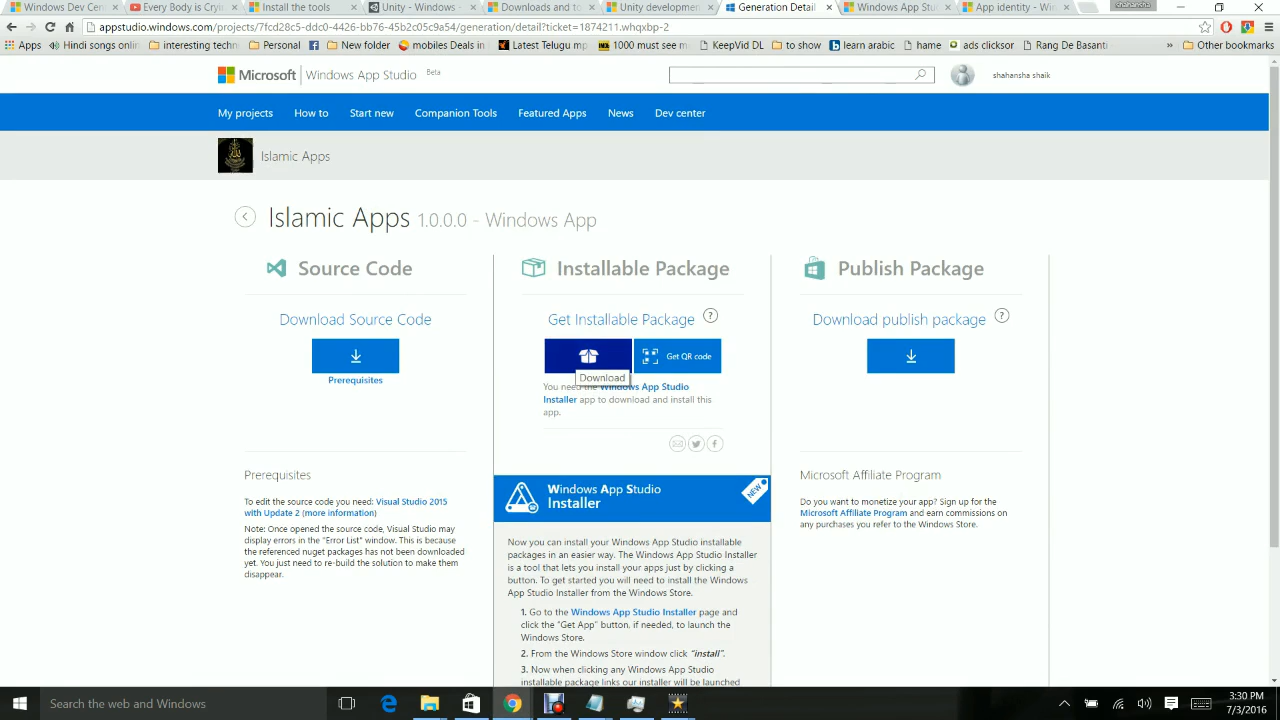 Windows Dev Cen
Every Body is Cryin
Install the tools
Unity - Windows
Downloads and to
Unity developmen
Generation Detail
Windows App Stu
App identity - Win
shahansha
appstudio.windows.com/projects/7fcd28c5-ddc0-4426-bb76-45b2c05c9a54/generation/detail?ticket=1874211.whqxbp-2
Apps
Hindi songs onlin
interesting techn
Personal
New folder
mobiles Deals in
Latest Telugu mp
1000 must see m
KeepVid DL
to show
learn arabic
hame
ads clicksor
Rang De Basanti
»
Other bookmarks
Microsoft
Windows App Studio
Beta
shahansha shaik
My projects
How to
Start new
Companion Tools
Featured Apps
News
Dev center
Islamic Apps
Islamic Apps 1.0.0.0 - Windows App
Source Code
Download Source Code
Prerequisites
Prerequisites
To edit the source code you need: Visual Studio 2015
with Update 2 (more information)
Note: Once opened the source code, Visual Studio may
display errors in the "Error List" window. This is because
the referenced nuget packages has not been downloaded
yet. You just need to re-build the solution to make them
disappear.
Installable Package
Get Installable Package ?
Get QR code
Download
You need the Windows App Studio
Installer app to download and install this
app.
Windows App Studio
Installer
NEW
Now you can install your Windows App Studio installable
packages in an easier way. The Windows App Studio Installer
is a tool that lets you install your apps just by clicking a
button. To get started you will need to install the Windows
App Studio Installer from the Windows Store.
1. Go to the Windows App Studio Installer page and
click the "Get App" button, if needed, to launch the
Windows Store.
2. From the Windows Store window click "install".
3. Now when clicking any Windows App Studio
installable package links our installer will be launched
Publish Package
Download publish package ?
Microsoft Affiliate Program
Do you want to monetize your app? Sign up for the
Microsoft Affiliate Program and earn commissions on
any purchases you refer to the Windows Store.
Search the web and Windows
3:30 PM
7/3/2016